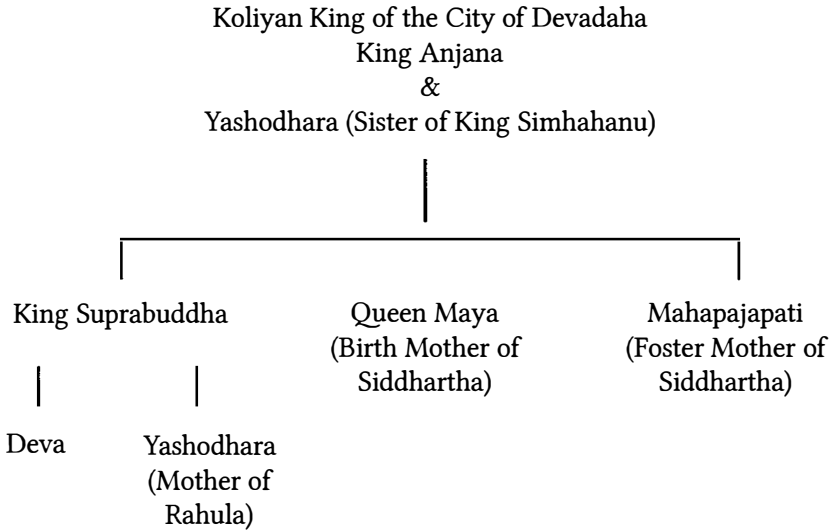 Koliyan King of the City of Devadaha
King Anjana
&
Yashodhara (Sister of King Simhahanu)
King Suprabuddha
Queen Maya
(Birth Mother of
Siddhartha)
Mahapajapati
(Foster Mother of
Siddhartha)
Deva
Yashodhara
(Mother of
Rahula)